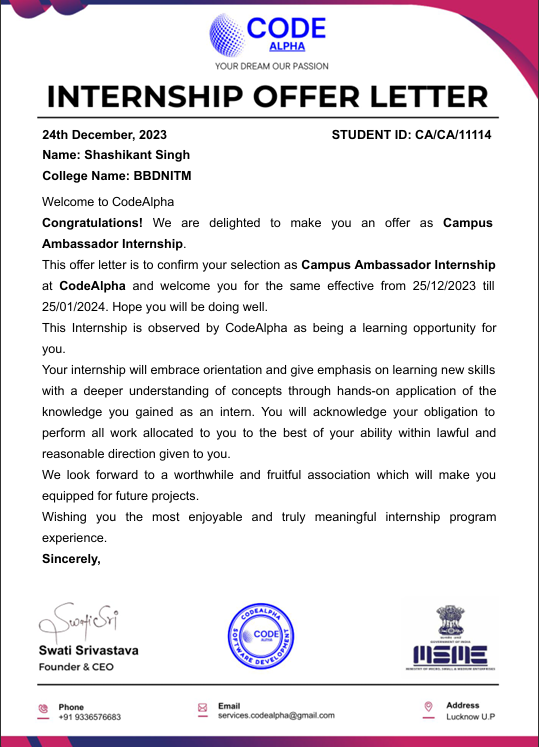 CODE
ALPHA
YOUR DREAM OUR PASSION
INTERNSHIP OFFER LETTER
24th December, 2023 STUDENT ID: CA/CA/11114
Name: Shashikant Singh
College Name: BBDNITM
Welcome to CodeAlpha
Congratulations! We are delighted to make you an offer as Campus
Ambassador Internship.
This offer letter is to confirm your selection as Campus Ambassador Internship
at CodeAlpha and welcome you for the same effective from 25/12/2023 till
25/01/2024. Hope you will be doing well.
This Internship is observed by CodeAlpha as being a learning opportunity for
you.
Your internship will embrace orientation and give emphasis on learning new skills
with a deeper understanding of concepts through hands-on application of the
knowledge you gained as an intern. You will acknowledge your obligation to
perform all work allocated to you to the best of your ability within lawful and
reasonable direction given to you.
We look forward to a worthwhile and fruitful association which will make you
equipped for future projects.
Wishing you the most enjoyable and truly meaningful internship program
experience.
Sincerely,
Swati Sri
Swati Srivastava
Founder & CEO
CODEALPHA
CODE
ALPHA
SOFTWARE DEVELOPMENT
GOVERNMENT OF INDIA
MSME
MINISTRY OF MICRO, SMALL & MEDIUM ENTERPRISES
Phone
+91 9336576683
Email
services.codealpha@gmail.com
Address
Lucknow U.P